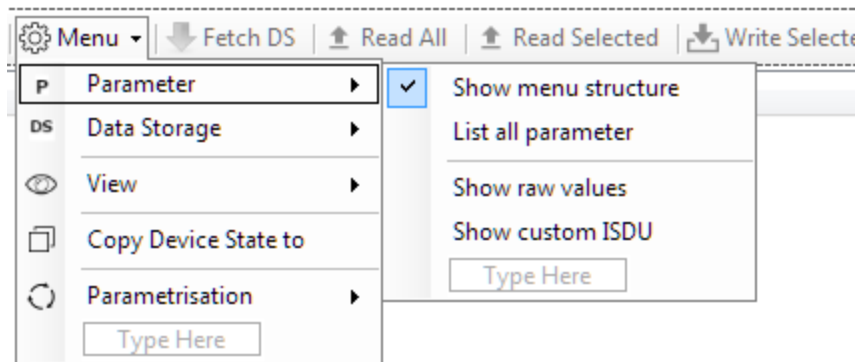 Menu Fetch DS Read All Read Selected Write Selecte
P Parameter
DS Data Storage
View
Copy Device State to
Parametrisation
Type Here
Show menu structure
List all parameter
Show raw values
Show custom ISDU
Type Here